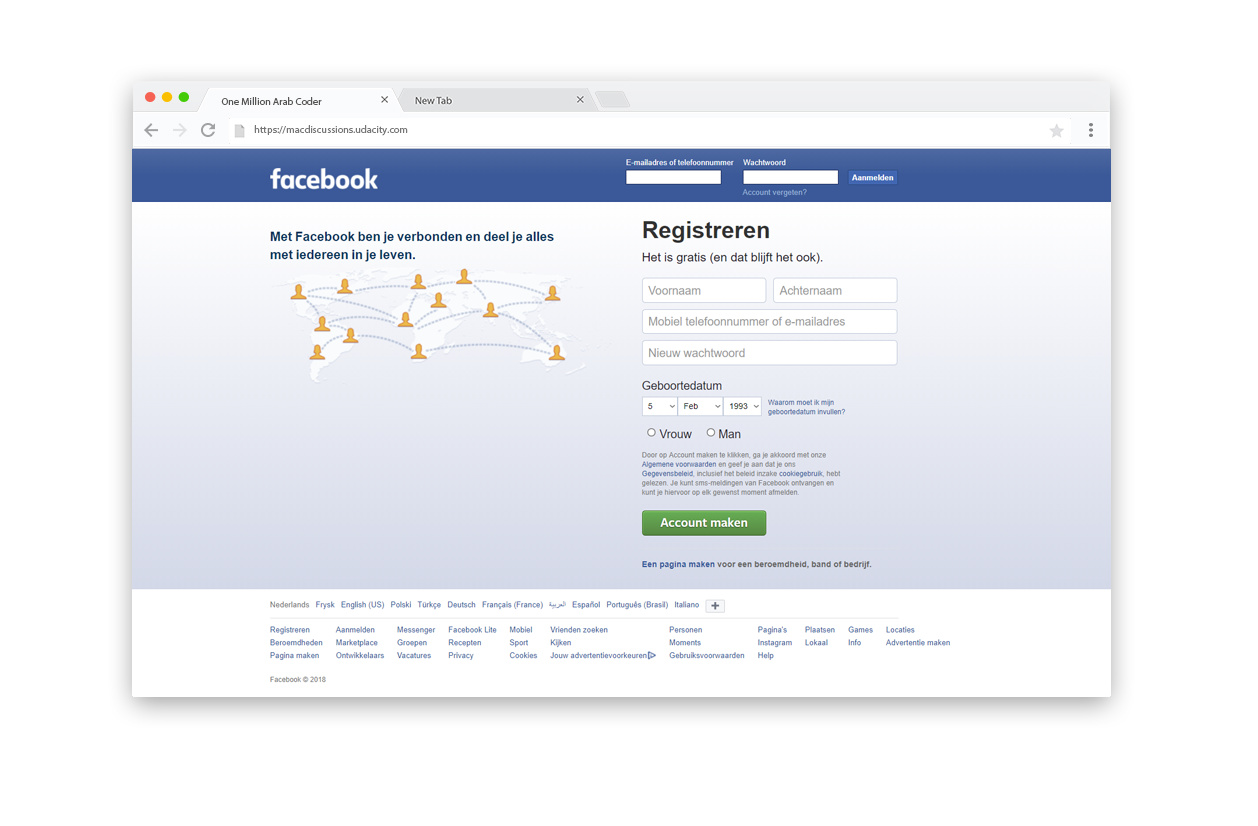 One Million Arab Coder
New Tab
https://macdiscussions.udacity.com
facebook
E-mailadres of telefoonnummer
Wachtwoord
Aanmelden
Account vergeten?
Met Facebook ben je verbonden en deel je alles
met iedereen in je leven.
Registreren
Het is gratis (en dat blijft het ook).
Voornaam
Achternaam
Mobiel telefoonnummer of e-mailadres
Nieuw wachtwoord
Geboortedatum
5 Feb 1993
Waarom moet ik mijn
geboortedatum invullen?
Vrouw Man
Door op Account maken te klikken, ga je akkoord met onze
Algemene voorwaarden en geef je aan dat je ons
Gegevensbeleid, inclusief het beleid inzake cookiegebruik, hebt
gelezen. Je kunt sms-meldingen van Facebook ontvangen en
kunt je hiervoor op elk gewenst moment afmelden.
Account maken
Een pagina maken voor een beroemdheid, band of bedrijf.
Nederlands Frysk English (US) Polski Türkçe Deutsch Français (France) العربية Español Português (Brasil) Italiano
Registreren Aanmelden Messenger Facebook Lite Mobiel Vrienden zoeken Personen Pagina's Plaatsen Games Locaties
Beroemdheden Marketplace Groepen Recepten Sport Kijken Moments Instagram Lokaal Info Advertentie maken
Pagina maken Ontwikkelaars Vacatures Privacy Cookies Jouw advertentievoorkeuren Gebruiksvoorwaarden Help
Facebook © 2018